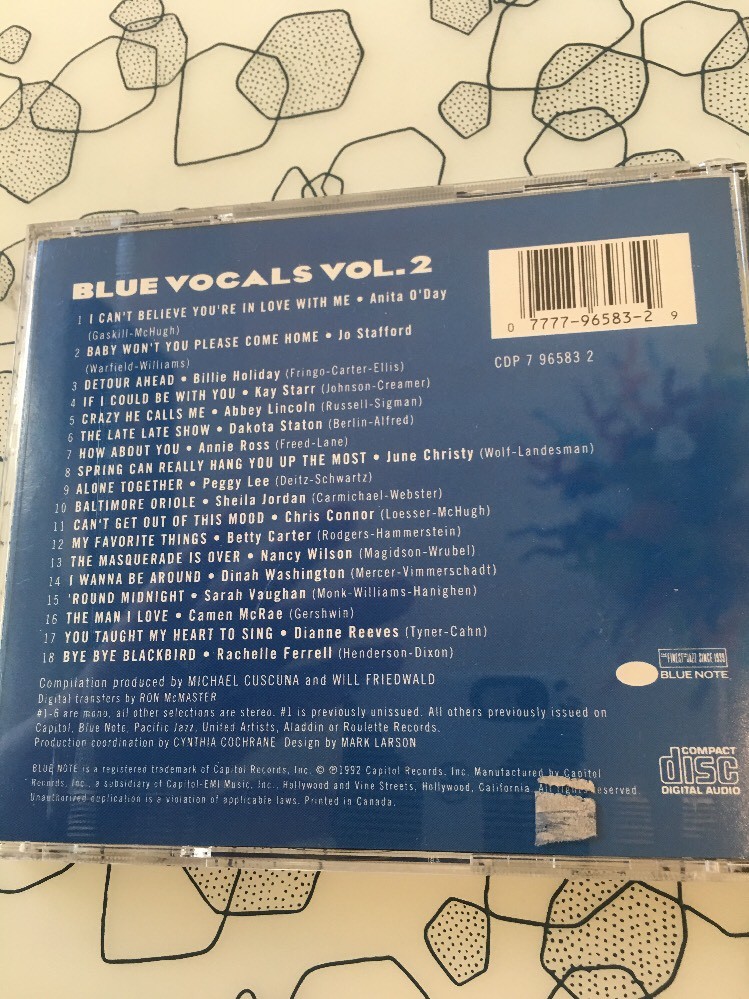 BLUE VOCALS VOL. 2
1 I CAN'T BELIEVE YOU'RE IN LOVE WITH ME • Anita O'Day
(Gaskill-McHugh)
2 BABY WON'T YOU PLEASE COME HOME • Jo Stafford
(Warfield-Williams)
3 DETOUR AHEAD • Billie Holiday (Fringo-Carter-Ellis)
4 IF I COULD BE WITH YOU • Kay Starr (Johnson-Creamer)
5 CRAZY HE CALLS ME • Abbey Lincoln (Russell-Sigman)
6 THE LATE LATE SHOW • Dakota Staton (Berlin-Alfred)
7 HOW ABOUT YOU • Annie Ross (Freed-Lane)
8 SPRING CAN REALLY HANG YOU UP THE MOST • June Christy (Wolf-Landesman)
9 ALONE TOGETHER • Peggy Lee (Deitz-Schwartz)
10 BALTIMORE ORIOLE • Sheila Jordan (Carmichael-Webster)
11 CAN'T GET OUT OF THIS MOOD • Chris Connor (Loesser-McHugh)
12 MY FAVORITE THINGS • Betty Carter (Rodgers-Hammerstein)
13 THE MASQUERADE IS OVER • Nancy Wilson (Magidson-Wrubel)
14 I WANNA BE AROUND • Dinah Washington (Mercer-Vimmerschadt)
15 'ROUND MIDNIGHT • Sarah Vaughan (Monk-Williams-Hanighen)
16 THE MAN I LOVE • Camen McRae (Gershwin)
17 YOU TAUGHT MY HEART TO SING • Dianne Reeves (Tyner-Cahn)
18 BYE BYE BLACKBIRD • Rachelle Ferrell (Henderson-Dixon)
0 7777-96583-2 9
CDP 7 96583 2
Compilation produced by MICHAEL CUSCUNA and WILL FRIEDWALD
Digital transfers by RON McMASTER
#1-6 are mono, all other selections are stereo. #1 is previously unissued. All others previously issued on
Capitol, Blue Note, Pacific Jazz, United Artists, Aladdin or Roulette Records.
Production coordination by CYNTHIA COCHRANE Design by MARK LARSON
THE FINEST IN JAZZ SINCE 1939
BLUE NOTE
BLUE NOTE is a registered trademark of Capitol Records, Inc. © ℗1992 Capitol Records, Inc. Manufactured by Capitol
Records, Inc., a subsidiary of Capitol-EMI Music, Inc., Hollywood and Vine Streets, Hollywood, California. All rights reserved.
Unauthorized duplication is a violation of applicable laws. Printed in Canada.
COMPACT
disc
DIGITAL AUDIO